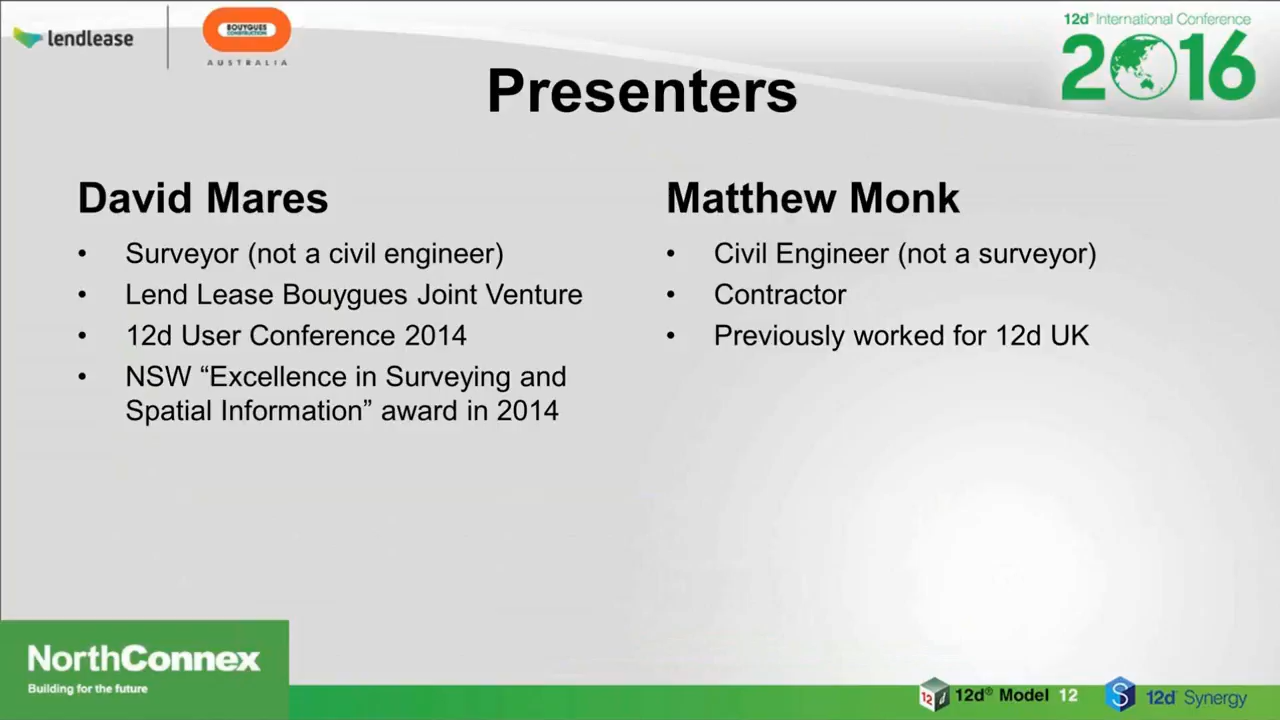 lendlease
BOUYGUES
CONSTRUCTION
AUSTRALIA
12d® International Conference
2016
Presenters
David Mares
• Surveyor (not a civil engineer)
• Lend Lease Bouygues Joint Venture
• 12d User Conference 2014
• NSW “Excellence in Surveying and
Spatial Information” award in 2014
Matthew Monk
• Civil Engineer (not a surveyor)
• Contractor
• Previously worked for 12d UK
NorthConnex
Building for the future
12
12d® Model 12
S
12d Synergy